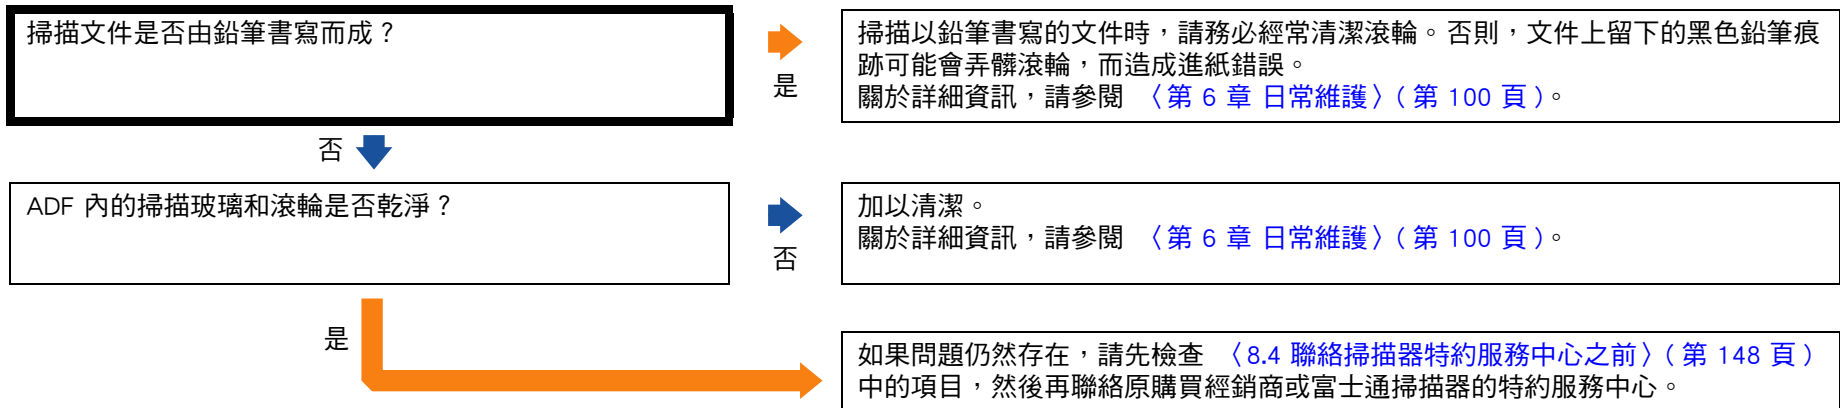 掃描文件是否由鉛筆書寫而成？
是
掃描以鉛筆書寫的文件時，請務必經常清潔滾輪。否則，文件上留下的黑色鉛筆痕
跡可能會弄髒滾輪，而造成進紙錯誤。
關於詳細資訊，請參閱 〈第 6 章 日常維護〉( 第 100 頁 )。
否
ADF 內的掃描玻璃和滾輪是否乾淨？
否
加以清潔。
關於詳細資訊，請參閱 〈第 6 章 日常維護〉( 第 100 頁 )。
是
如果問題仍然存在，請先檢查 〈8.4 聯絡掃描器特約服務中心之前〉( 第 148 頁 )
中的項目，然後再聯絡原購買經銷商或富士通掃描器的特約服務中心。